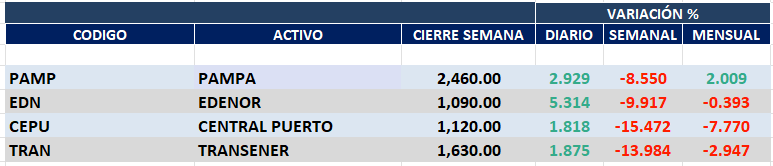 VARIACIÓN %
CODIGO ACTIVO CIERRE SEMANA DIARIO SEMANAL MENSUAL
PAMP PAMPA 2,460.00 2.929 -8.550 2.009
EDN EDENOR 1,090.00 5.314 -9.917 -0.393
CEPU CENTRAL PUERTO 1,120.00 1.818 -15.472 -7.770
TRAN TRANSENER 1,630.00 1.875 -13.984 -2.947